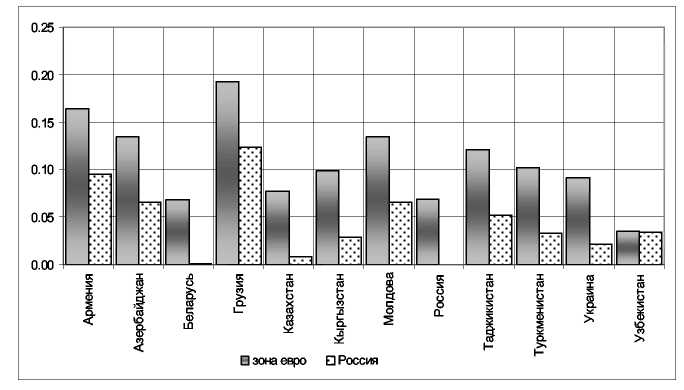 0.25
0.20
0.15
0.10
0.05
0.00
Армения
Азербайджан
Беларусь
Грузия
Казахстан
Кыргызстан
Молдова
Россия
Таджикистан
Туркменистан
Украина
Узбекистан
зона евро
Россия